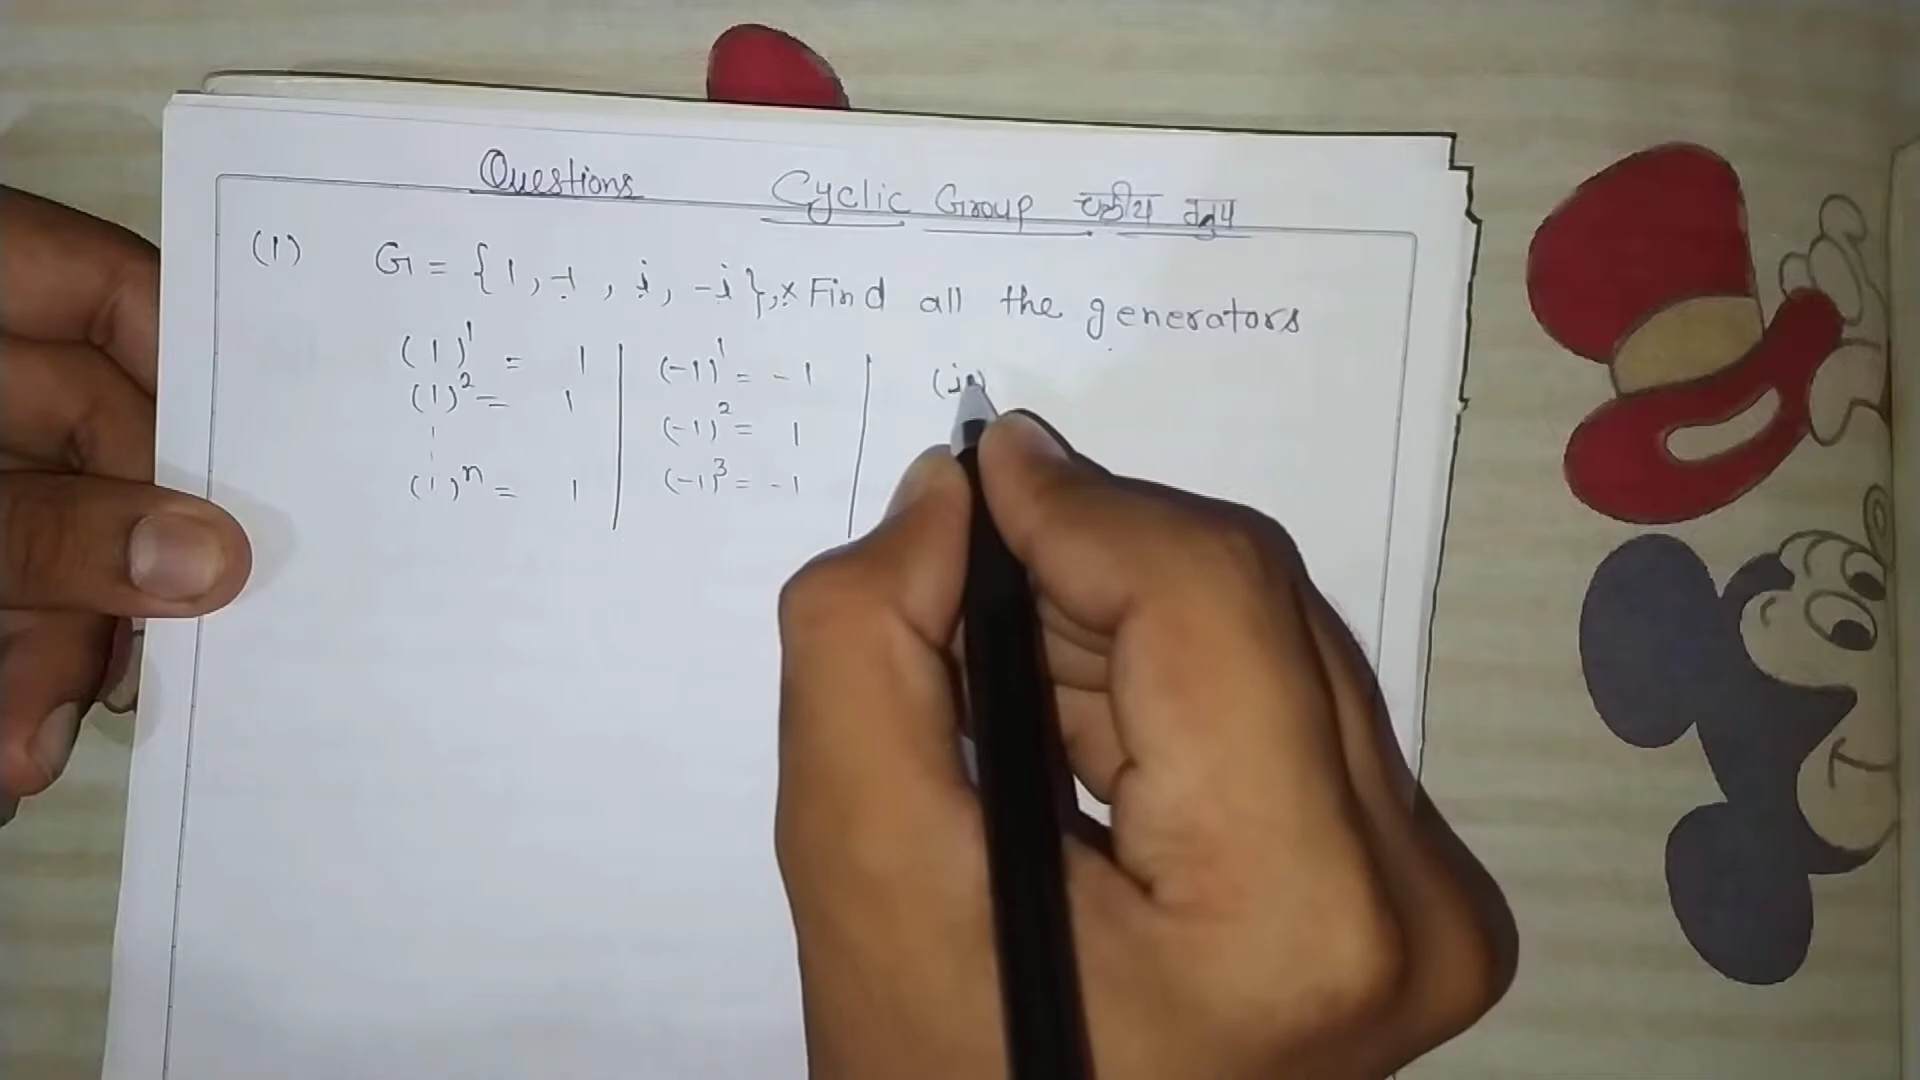 Questions Cyclic Group चक्रीय समुप
(1) G = {1, -1, i, -i}, × Find all the generators
(1)¹ = 1 | (-1)¹ = -1 | (i)
(1)² = 1 | (-1)² = 1
⋮
(1)ⁿ = 1 | (-1)³ = -1